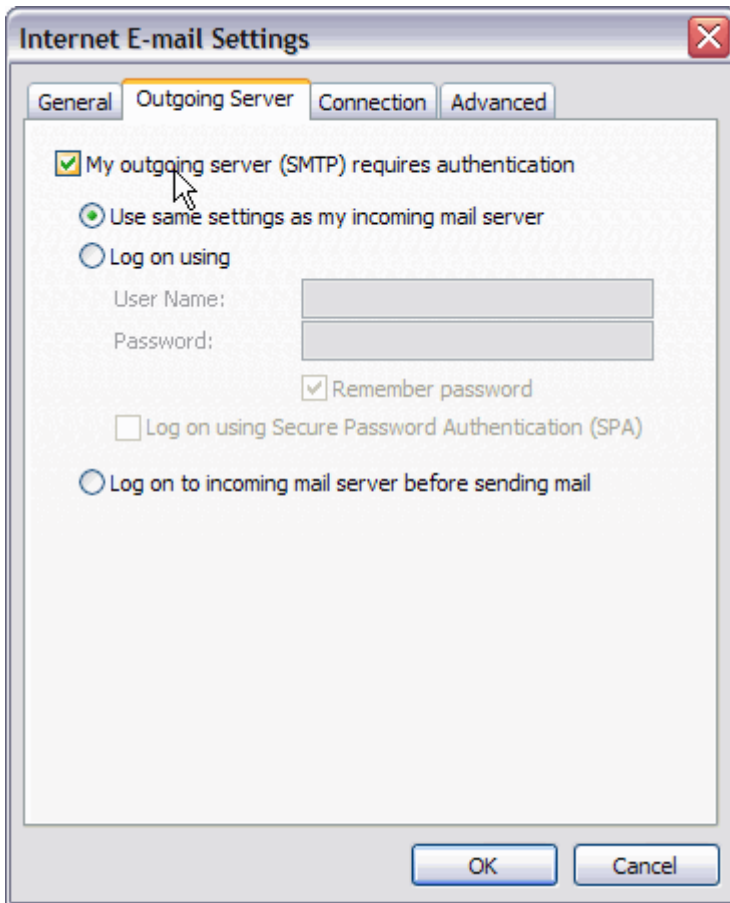 Internet E-mail Settings
General Outgoing Server Connection Advanced
My outgoing server (SMTP) requires authentication
Use same settings as my incoming mail server
Log on using
User Name:
Password:
Remember password
Log on using Secure Password Authentication (SPA)
Log on to incoming mail server before sending mail
OK Cancel